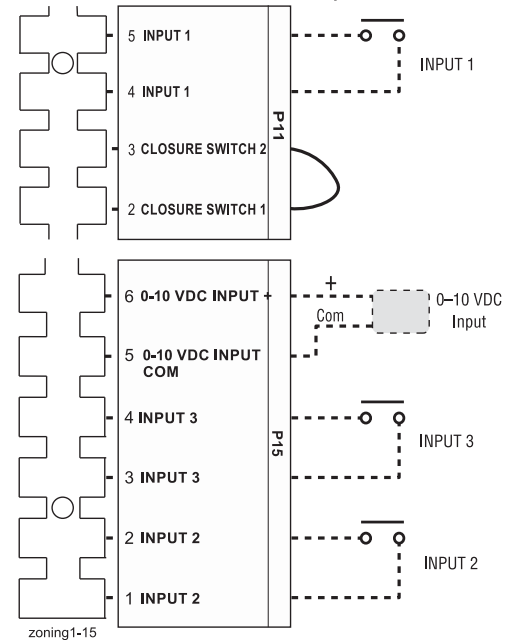 5 INPUT 1
INPUT 1
4 INPUT 1
P11
3 CLOSURE SWITCH 2
2 CLOSURE SWITCH 1
6 0-10 VDC INPUT +
+
0–10 VDC
Input
Com
5 0-10 VDC INPUT
COM
4 INPUT 3
P15
INPUT 3
3 INPUT 3
2 INPUT 2
INPUT 2
1 INPUT 2
zoning1-15